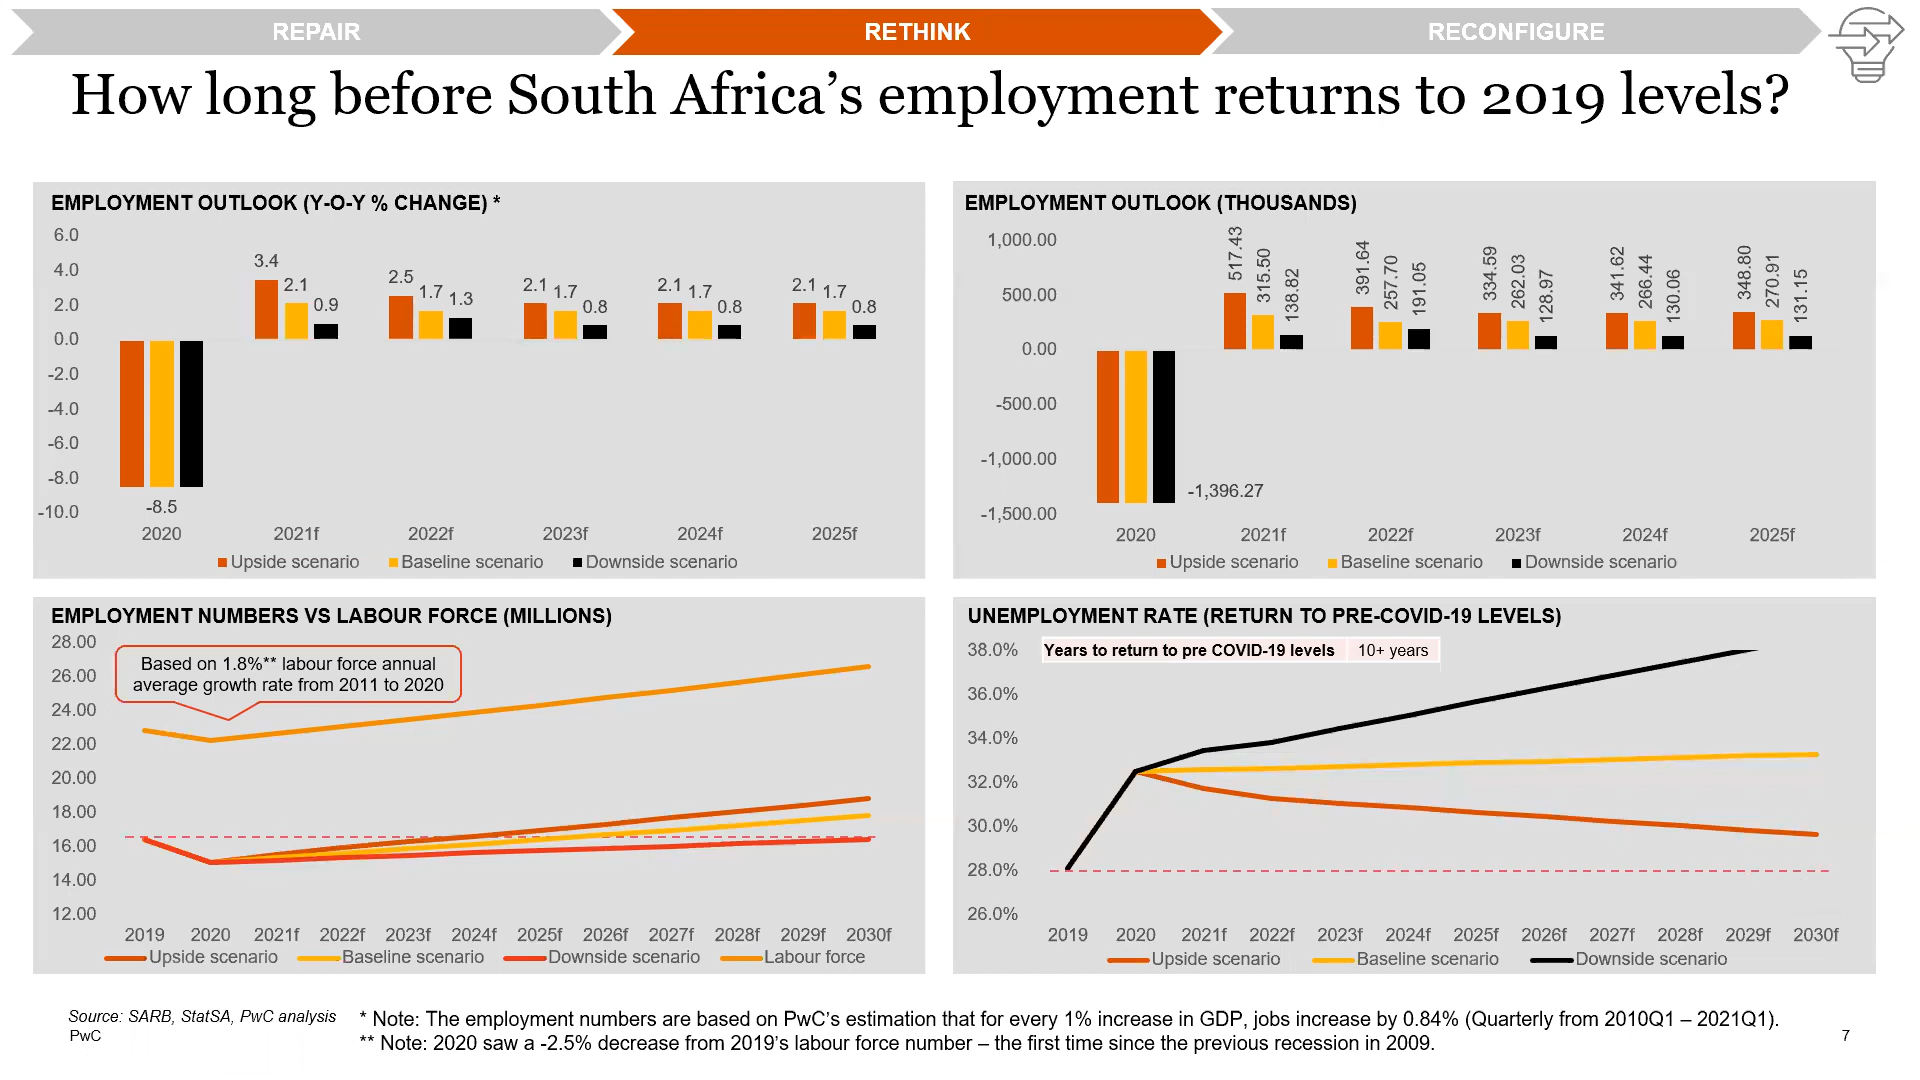 REPAIR
RETHINK
RECONFIGURE
How long before South Africa's employment returns to 2019 levels?
EMPLOYMENT OUTLOOK (Y-O-Y % CHANGE) *
6.0
4.0
2.0
0.0
-2.0
-4.0
-6.0
-8.0
-10.0
-8.5
3.4 2.1 0.9
2.5 1.7 1.3
2.1 1.7 0.8
2.1 1.7 0.8
2.1 1.7 0.8
2020 2021f 2022f 2023f 2024f 2025f
Upside scenario Baseline scenario Downside scenario
EMPLOYMENT OUTLOOK (THOUSANDS)
1,000.00
500.00
0.00
-500.00
-1,000.00
-1,500.00
-1,396.27
517.43 315.50 138.82
391.64 257.70 191.05
334.59 262.03 128.97
341.62 266.44 130.06
348.80 270.91 131.15
2020 2021f 2022f 2023f 2024f 2025f
Upside scenario Baseline scenario Downside scenario
EMPLOYMENT NUMBERS VS LABOUR FORCE (MILLIONS)
28.00
26.00
24.00
22.00
20.00
18.00
16.00
14.00
12.00
Based on 1.8%** labour force annual
average growth rate from 2011 to 2020
2019 2020 2021f 2022f 2023f 2024f 2025f 2026f 2027f 2028f 2029f 2030f
Upside scenario Baseline scenario Downside scenario Labour force
UNEMPLOYMENT RATE (RETURN TO PRE-COVID-19 LEVELS)
38.0%
36.0%
34.0%
32.0%
30.0%
28.0%
26.0%
Years to return to pre COVID-19 levels 10+ years
2019 2020 2021f 2022f 2023f 2024f 2025f 2026f 2027f 2028f 2029f 2030f
Upside scenario Baseline scenario Downside scenario
Source: SARB, StatSA, PwC analysis
PwC
* Note: The employment numbers are based on PwC's estimation that for every 1% increase in GDP, jobs increase by 0.84% (Quarterly from 2010Q1 – 2021Q1).
** Note: 2020 saw a -2.5% decrease from 2019's labour force number – the first time since the previous recession in 2009.
7